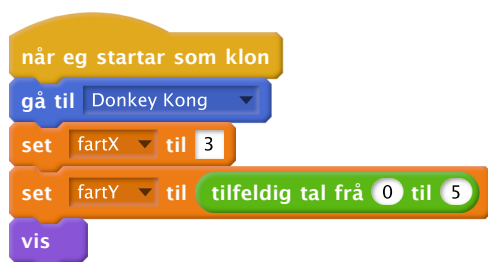 når eg startar som klon
gå til Donkey Kong
set fartX til 3
set fartY til tilfeldig tal frå 0 til 5
vis